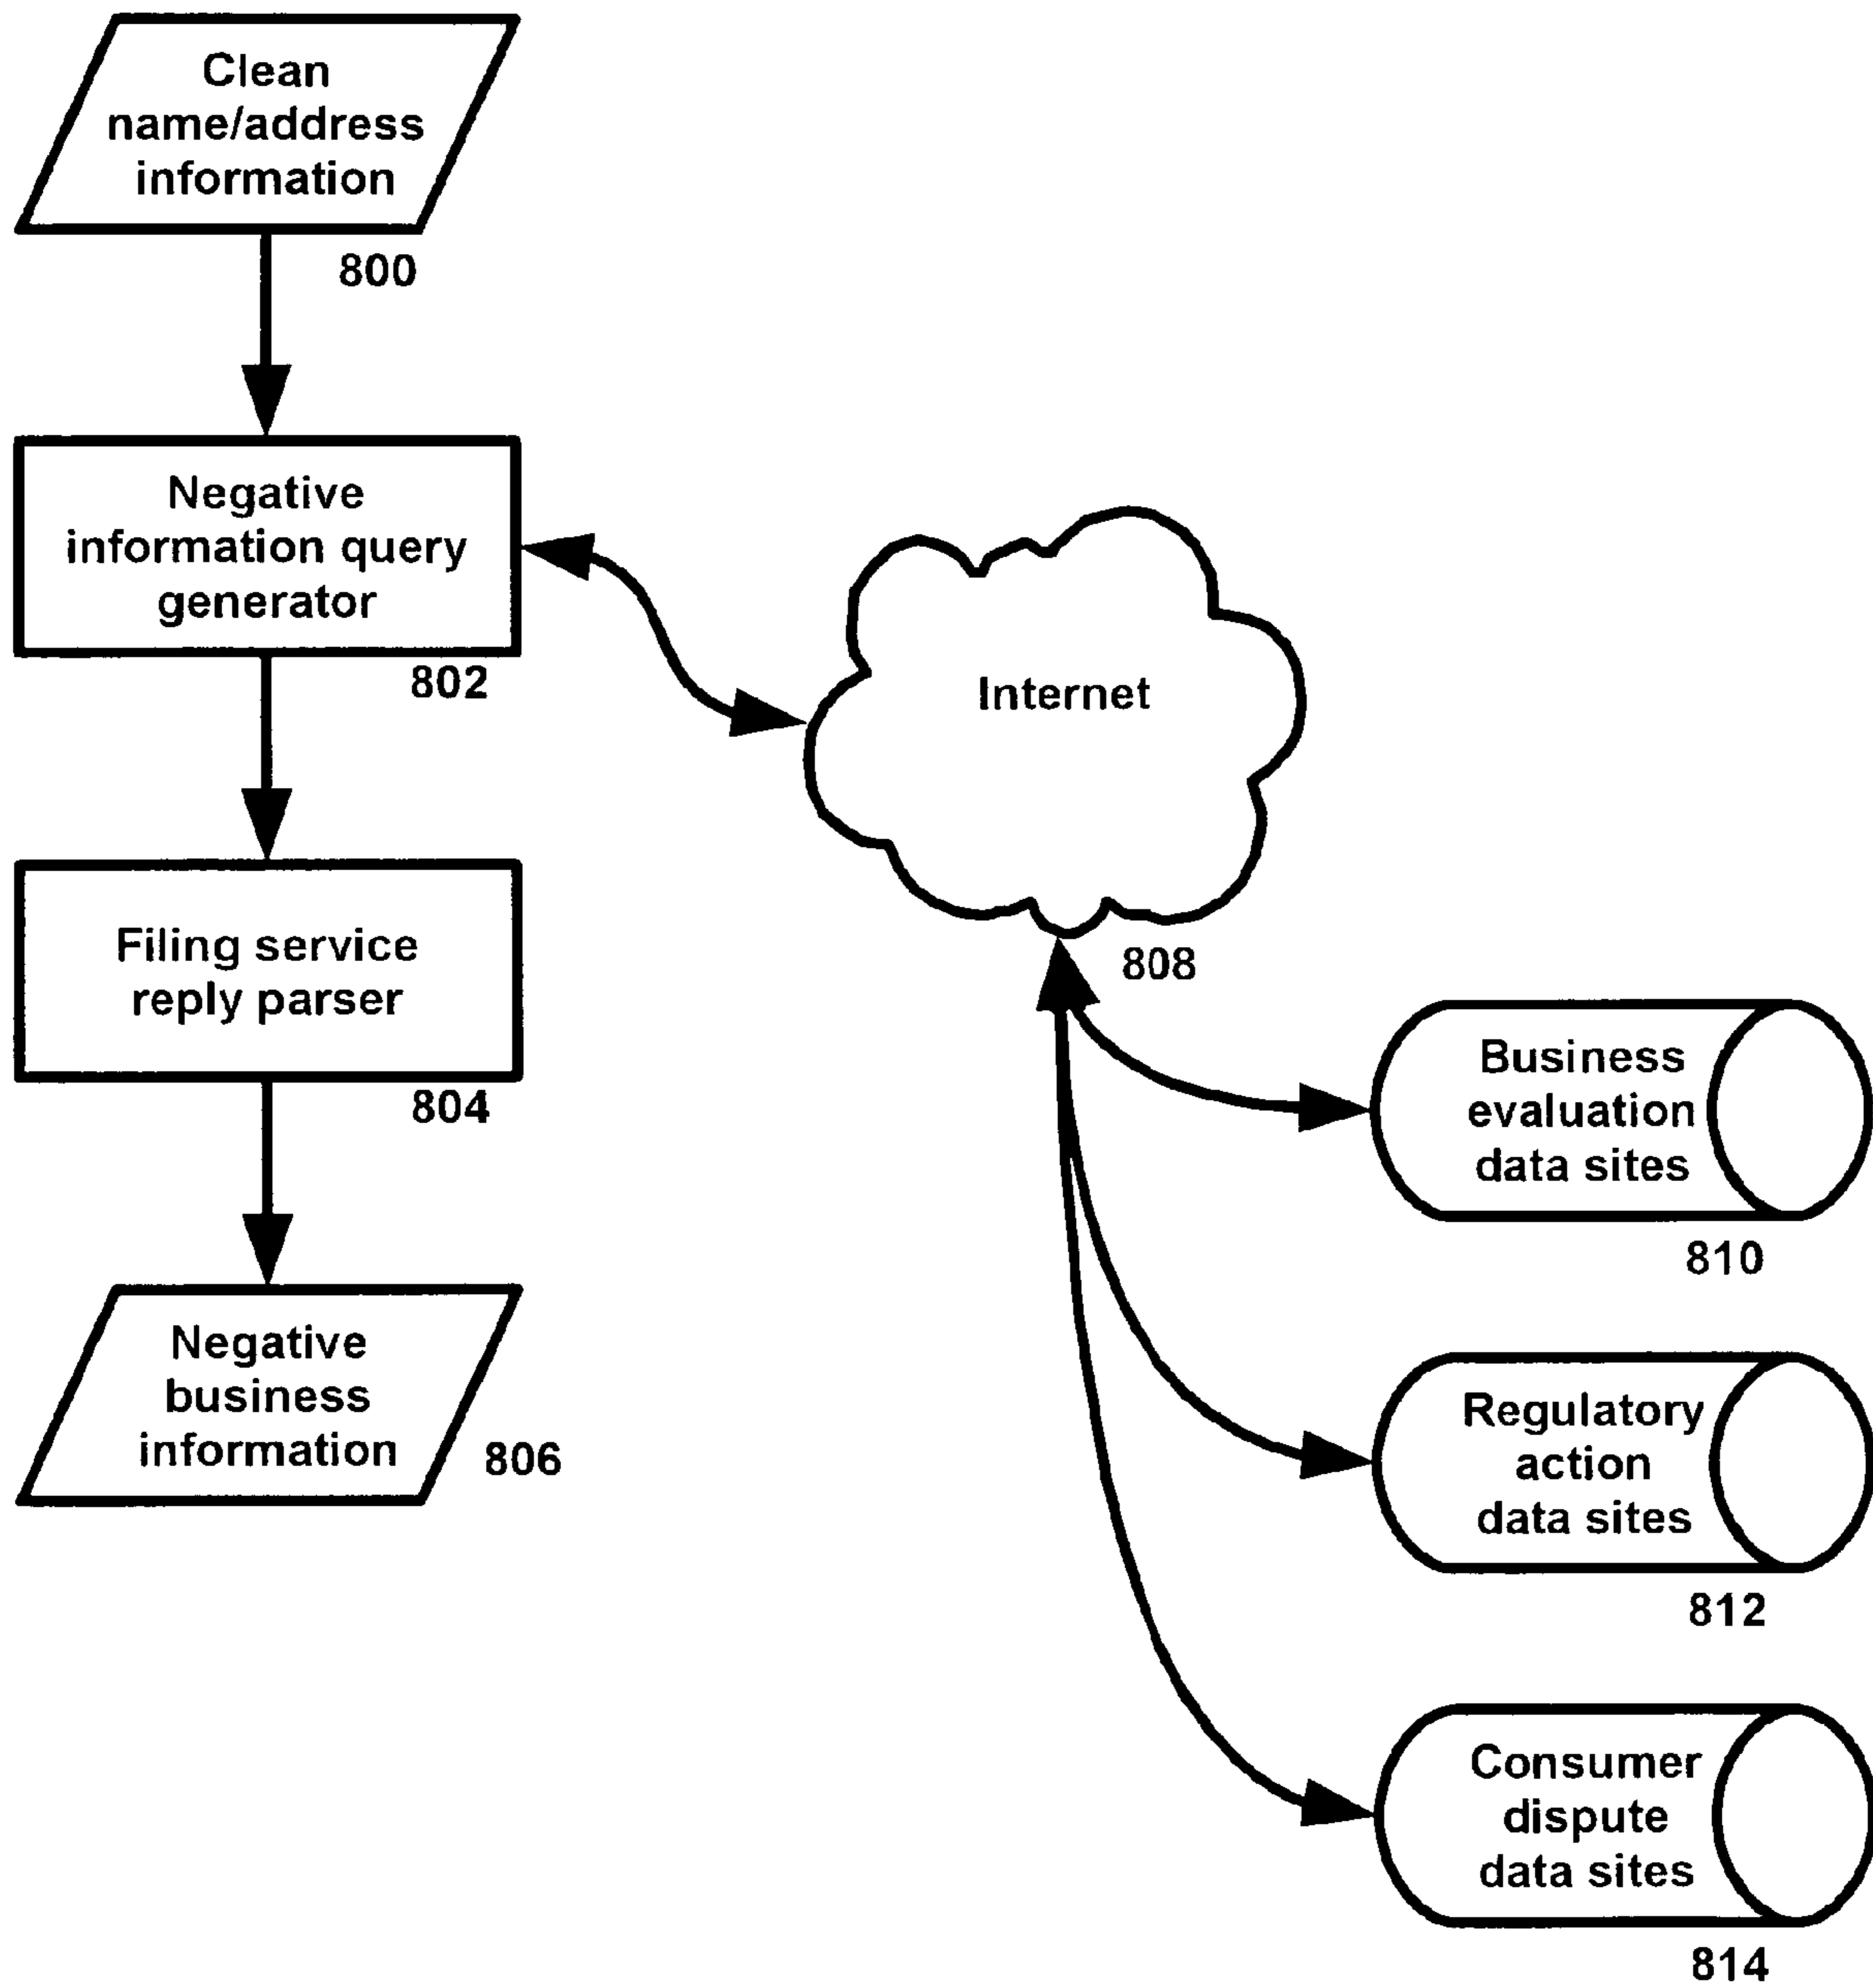 Clean
name/address
information
800
Negative
information query
generator
802
Internet
808
Filing service
reply parser
804
Business
evaluation
data sites
810
Negative
business
information
806
Regulatory
action
data sites
812
Consumer
dispute
data sites
814